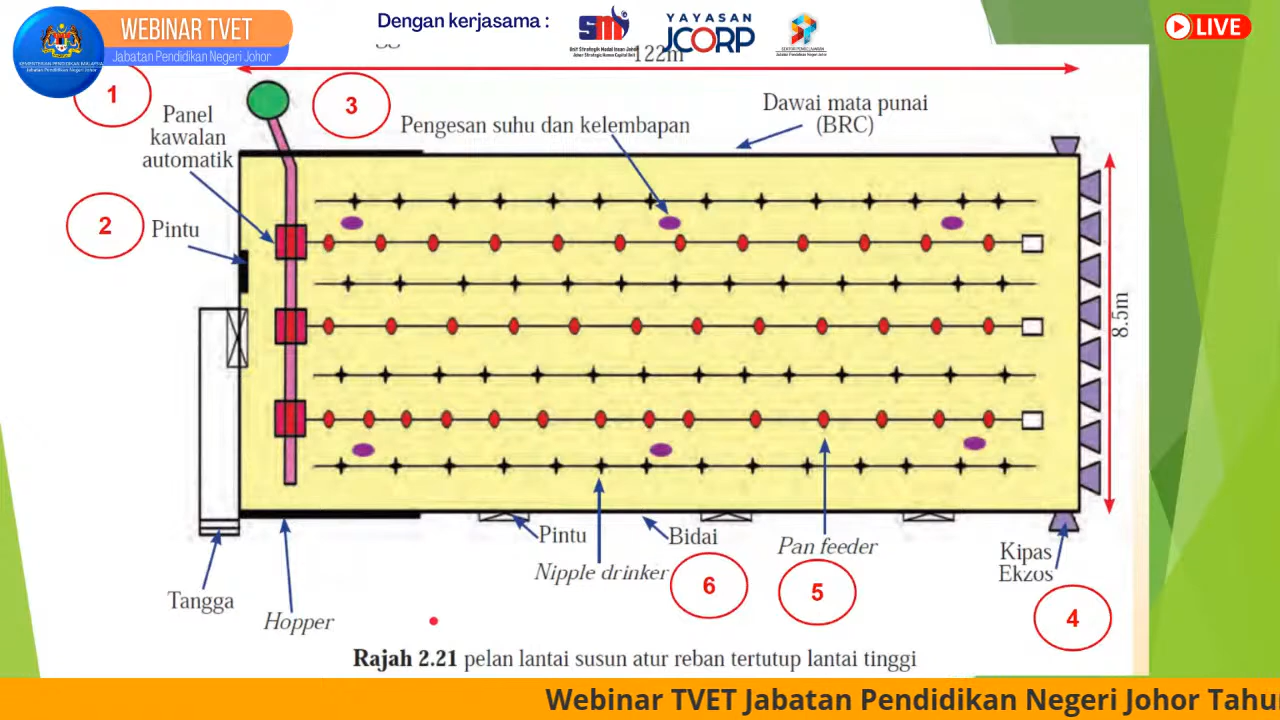 WEBINAR TVET
Jabatan Pendidikan Negeri Johor
Dengan kerjasama :
YAYASAN
JCORP
LIVE
122m
1
3
Panel
kawalan
automatik
Pengesan suhu dan kelembapan
Dawai mata punai
(BRC)
2
Pintu
8.5m
Pintu
Bidai
Pan feeder
Kipas
Ekzos
Nipple drinker
6
5
4
Tangga
Hopper
Rajah 2.21 pelan lantai susun atur reban tertutup lantai tinggi
Webinar TVET Jabatan Pendidikan Negeri Johor Tahu